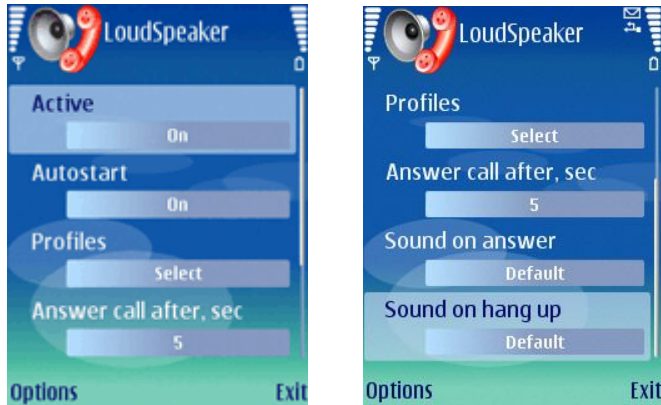 LoudSpeaker
Active
On
Autostart
On
Profiles
Select
Answer call after, sec
5
Options Exit
LoudSpeaker
Profiles
Select
Answer call after, sec
5
Sound on answer
Default
Sound on hang up
Default
Options Exit